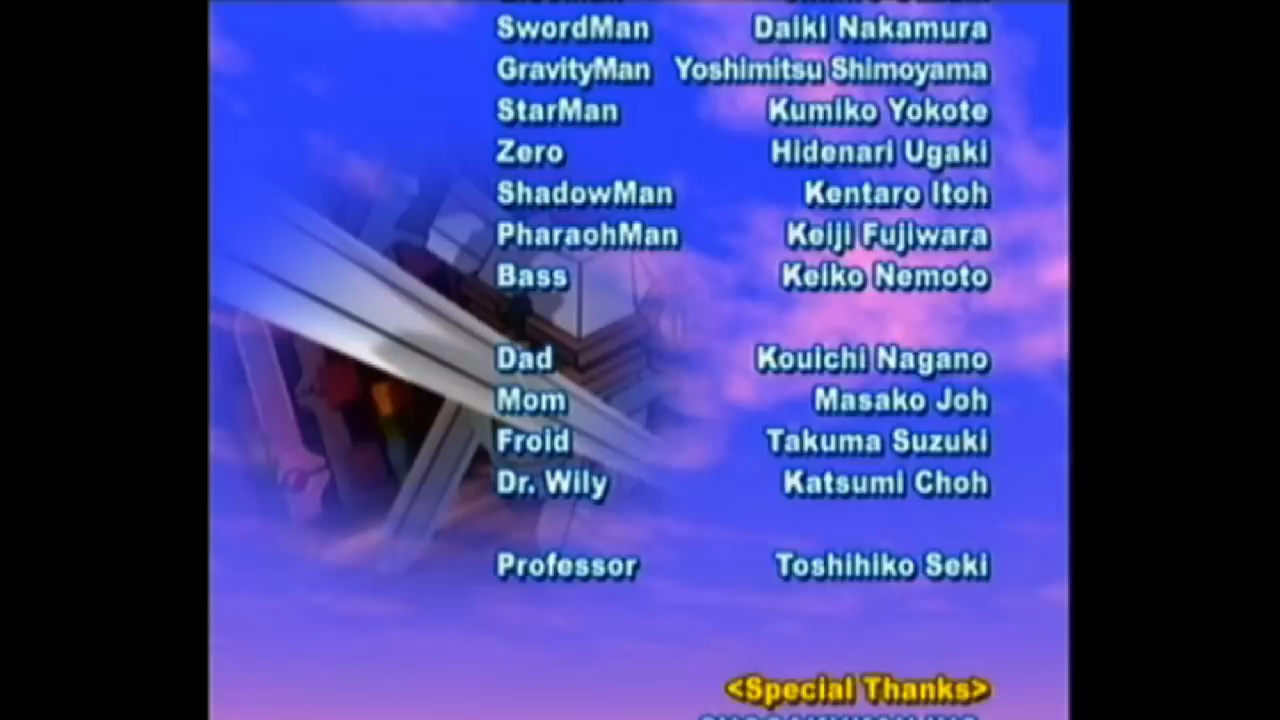 SwordMan Daiki Nakamura
GravityMan Yoshimitsu Shimoyama
StarMan Kumiko Yokote
Zero Hidenari Ugaki
ShadowMan Kentaro Itoh
PharaohMan Keiji Fujiwara
Bass Keiko Nemoto
Dad Kouichi Nagano
Mom Masako Joh
Froid Takuma Suzuki
Dr. Wily Katsumi Choh
Professor Toshihiko Seki
<Special Thanks>